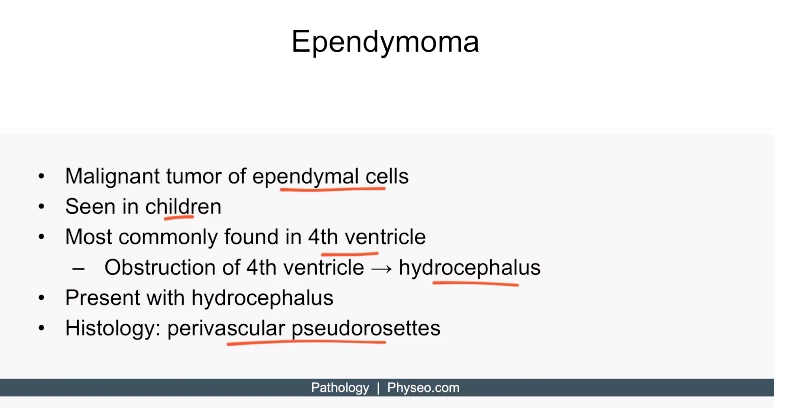 Ependymoma
• Malignant tumor of ependymal cells
• Seen in children
• Most commonly found in 4th ventricle
– Obstruction of 4th ventricle → hydrocephalus
• Present with hydrocephalus
• Histology: perivascular pseudorosettes
Pathology | Physeo.com